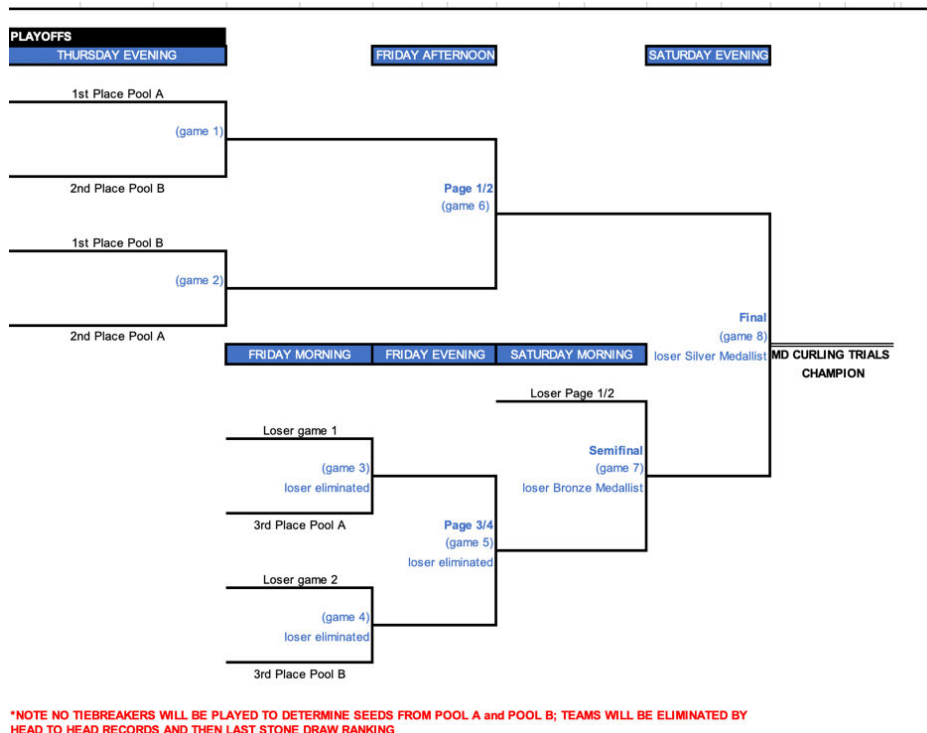 PLAYOFFS
THURSDAY EVENING
FRIDAY AFTERNOON
SATURDAY EVENING
1st Place Pool A
(game 1)
2nd Place Pool B
Page 1/2
(game 6)
1st Place Pool B
(game 2)
2nd Place Pool A
Final
(game 8)
loser Silver Medallist
MD CURLING TRIALS
CHAMPION
FRIDAY MORNING
FRIDAY EVENING
SATURDAY MORNING
Loser Page 1/2
Loser game 1
Semifinal
(game 7)
loser Bronze Medallist
(game 3)
loser eliminated
3rd Place Pool A
Page 3/4
(game 5)
loser eliminated
Loser game 2
(game 4)
loser eliminated
3rd Place Pool B
*NOTE NO TIEBREAKERS WILL BE PLAYED TO DETERMINE SEEDS FROM POOL A and POOL B; TEAMS WILL BE ELIMINATED BY
HEAD TO HEAD RECORDS AND THEN LAST STONE DRAW RANKING